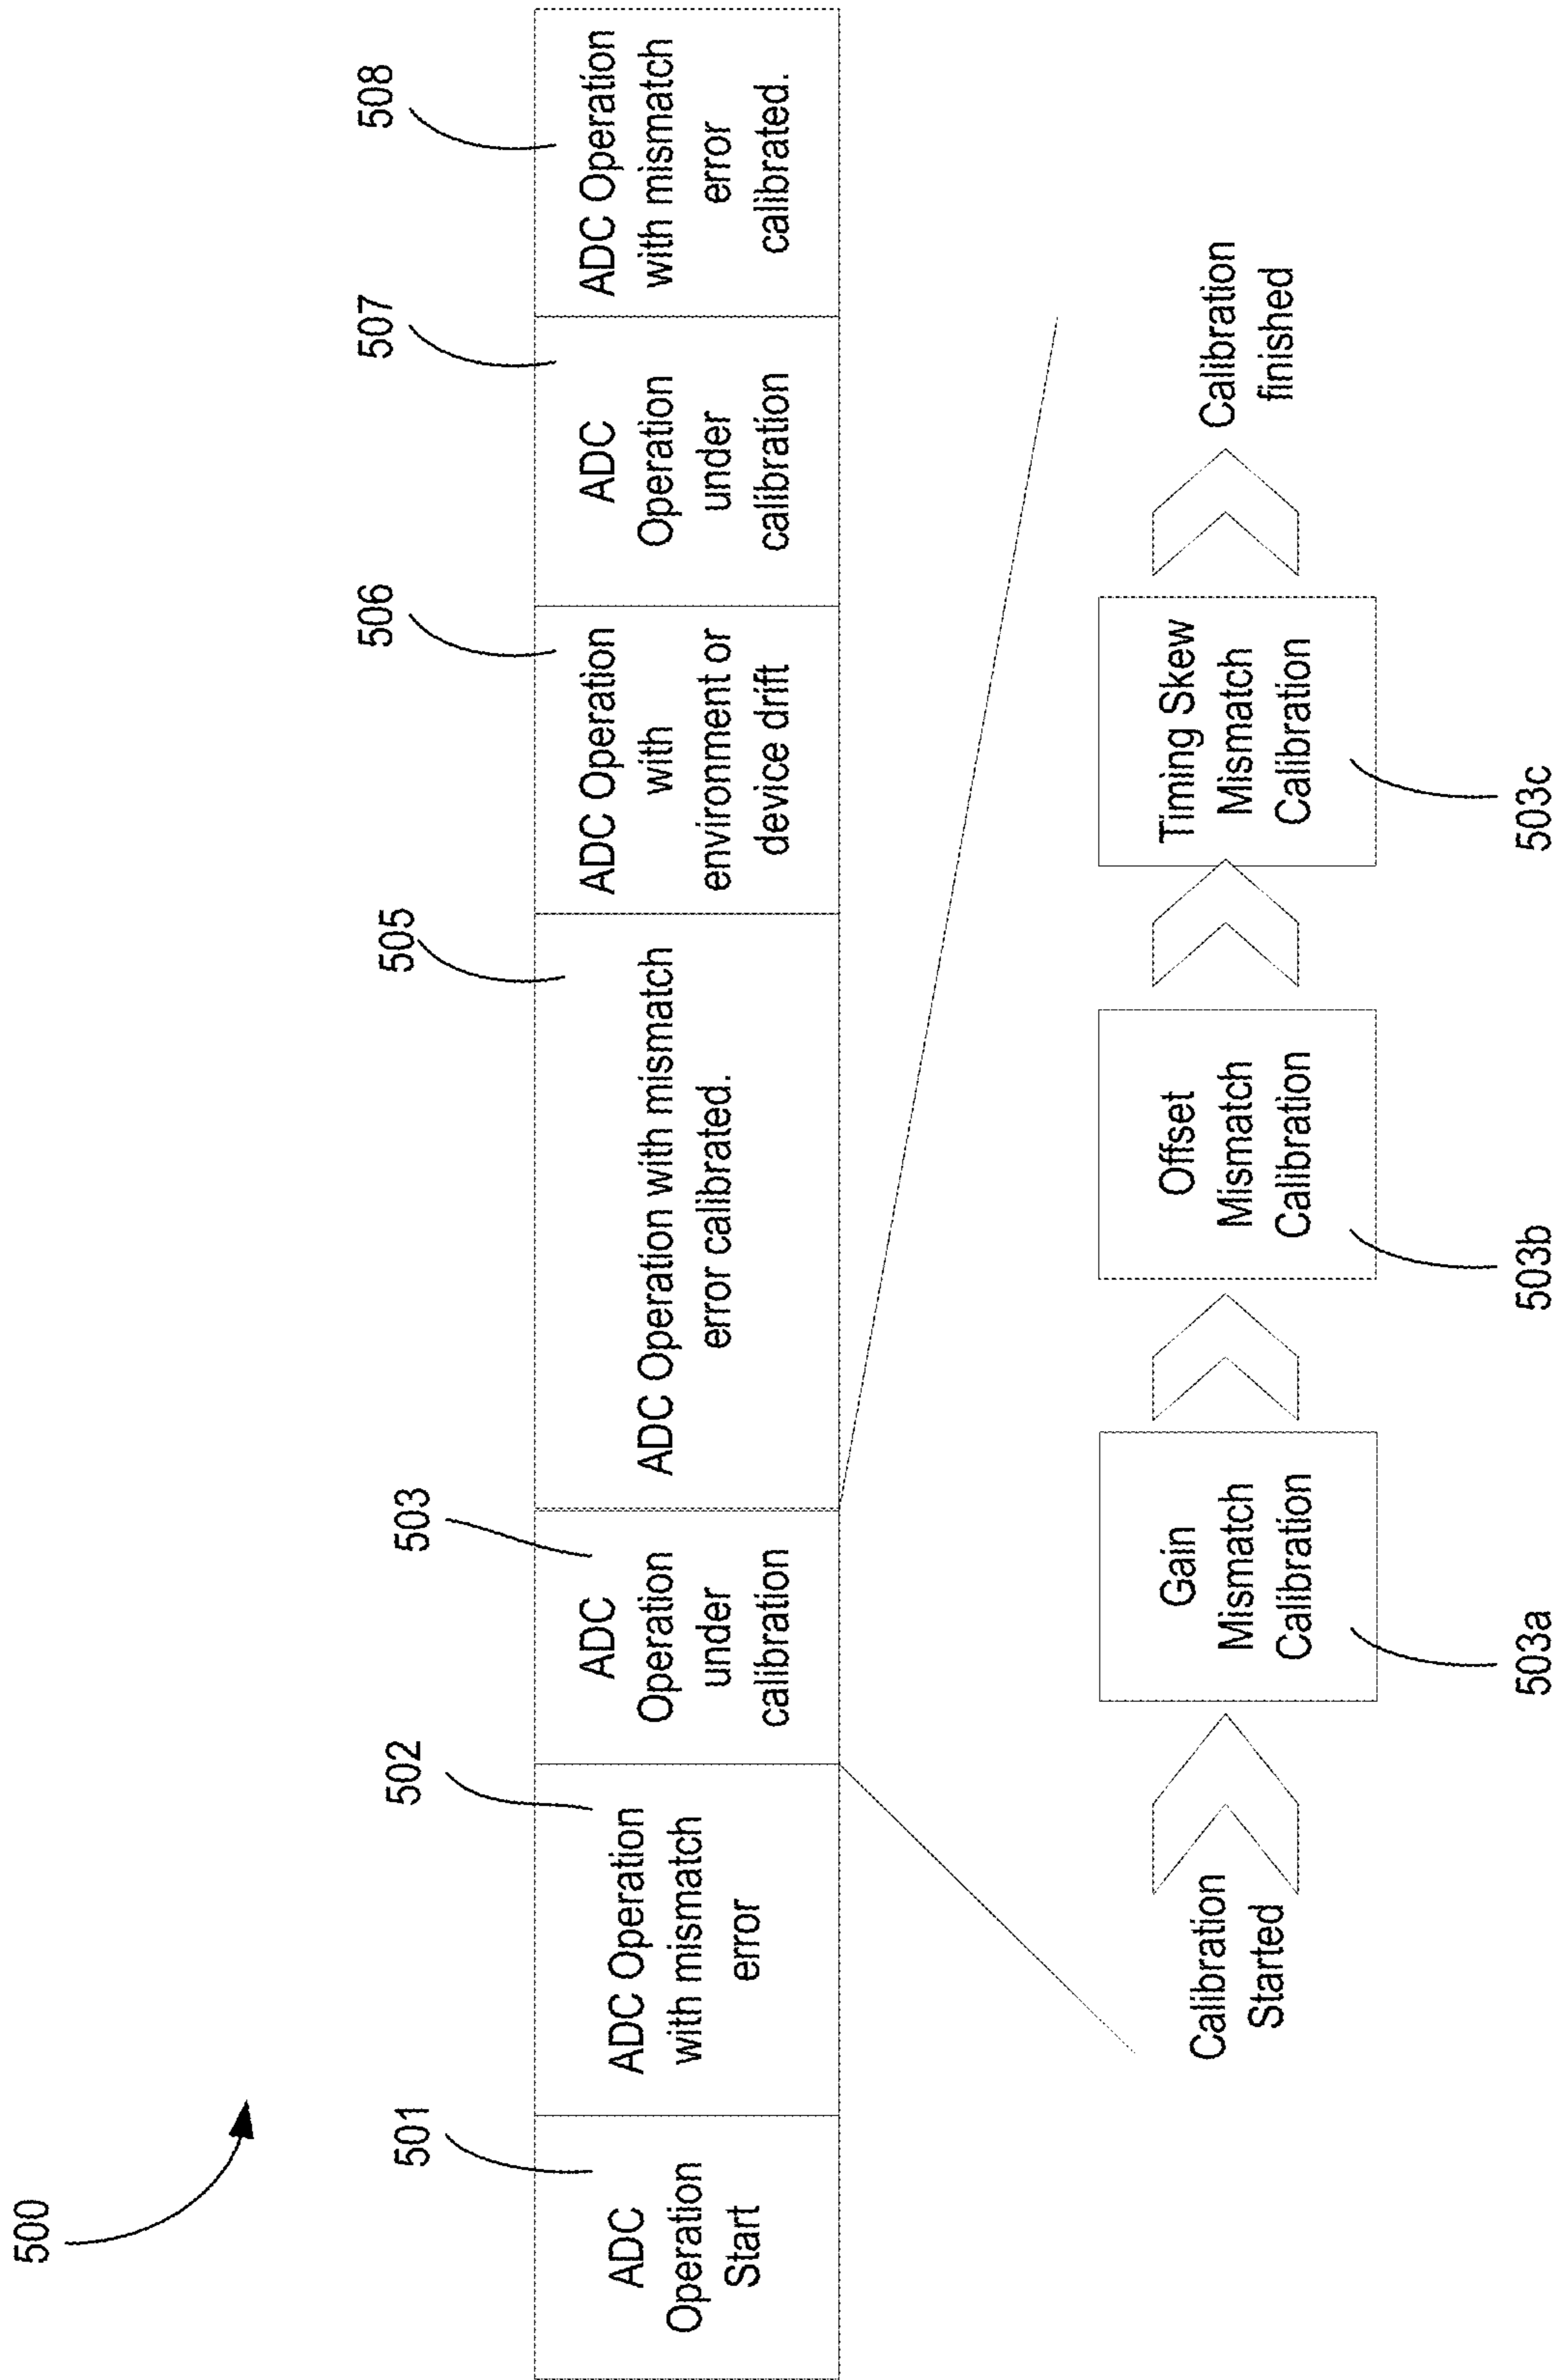 500
501
ADC
Operation
Start
502
ADC Operation
with mismatch
error
503
ADC
Operation
under
calibration
505
ADC Operation with mismatch
error calibrated.
506
ADC Operation
with
environment or
device drift
507
ADC
Operation
under
calibration
508
ADC Operation
with mismatch
error
calibrated.
Calibration
Started
Gain
Mismatch
Calibration
503a
Offset
Mismatch
Calibration
503b
Timing Skew
Mismatch
Calibration
503c
Calibration
finished